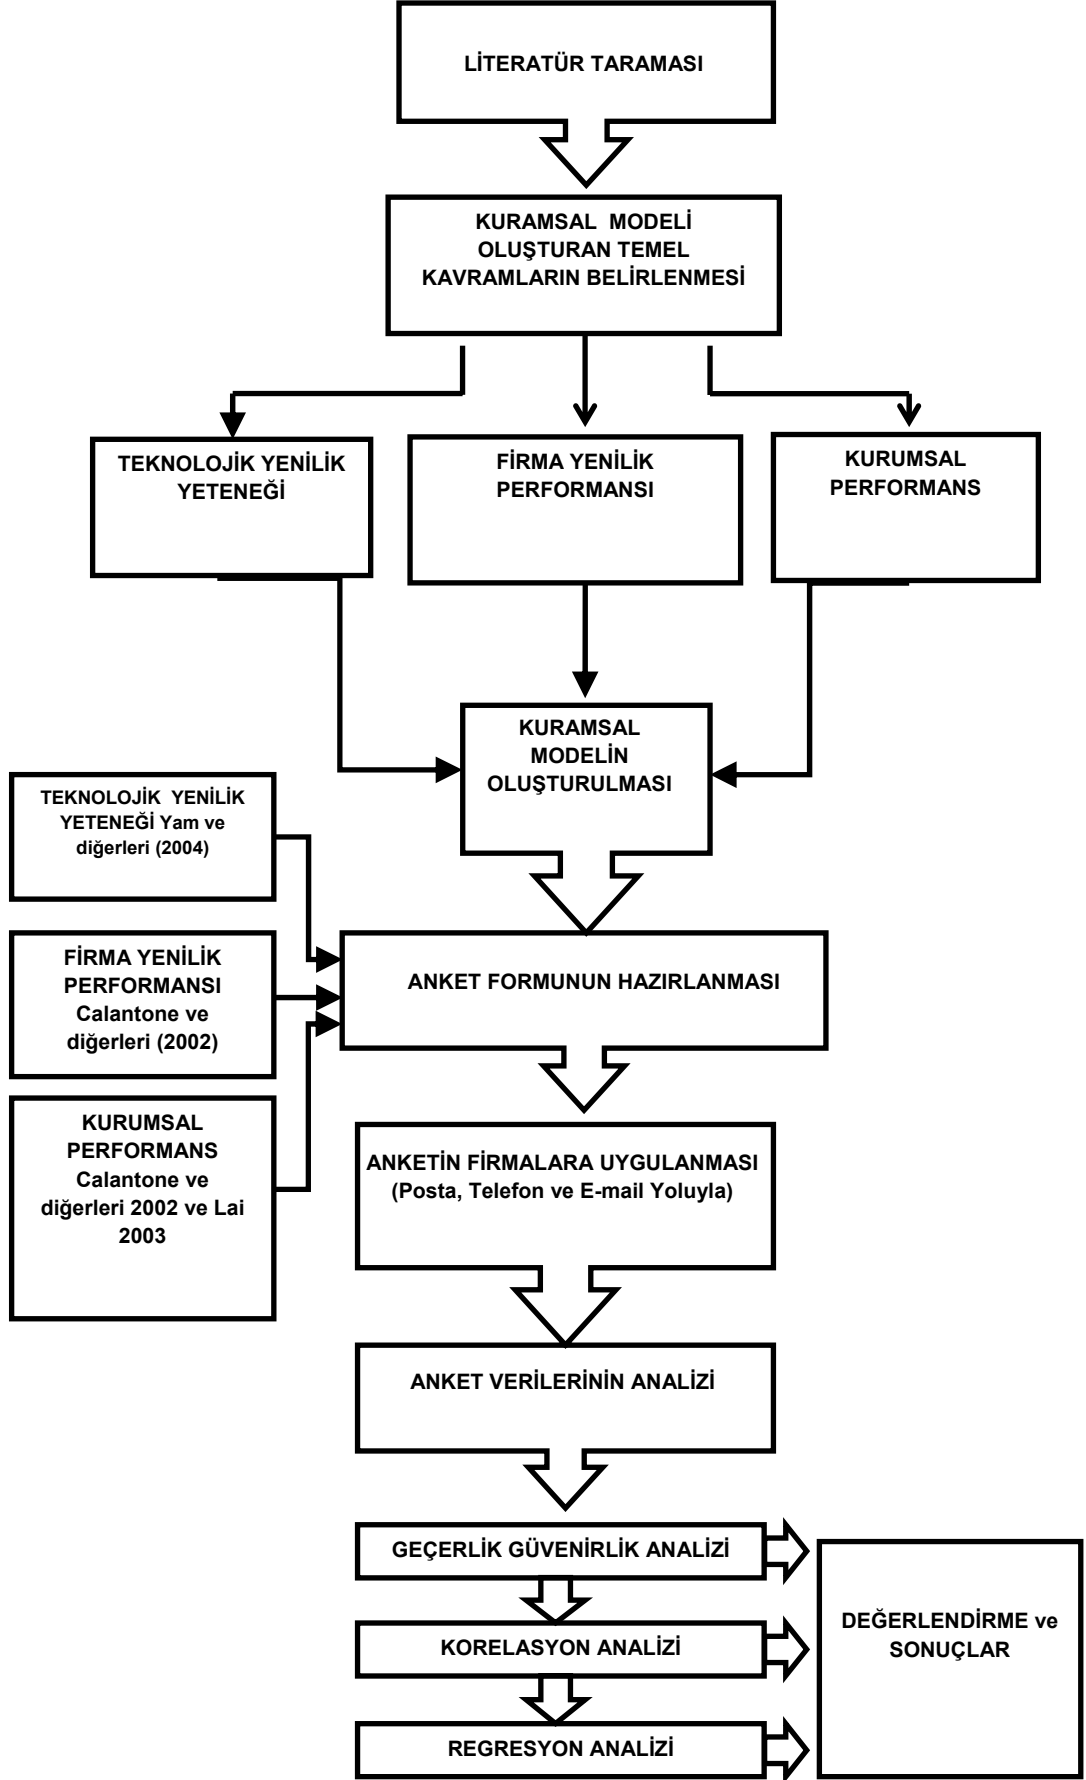 LİTERATÜR TARAMASI
KURAMSAL MODELİ
OLUŞTURAN TEMEL
KAVRAMLARIN BELİRLENMESİ
TEKNOLOJİK YENİLİK
YETENEĞİ
FİRMA YENİLİK
PERFORMANSI
KURUMSAL
PERFORMANS
KURAMSAL
MODELİN
OLUŞTURULMASI
TEKNOLOJİK YENİLİK
YETENEĞİ Yam ve
diğerleri (2004)
FİRMA YENİLİK
PERFORMANSI
Calantone ve
diğerleri (2002)
KURUMSAL
PERFORMANS
Calantone ve
diğerleri 2002 ve Lai
2003
ANKET FORMUNUN HAZIRLANMASI
ANKETİN FİRMALARA UYGULANMASI
(Posta, Telefon ve E-mail Yoluyla)
ANKET VERİLERİNİN ANALİZİ
GEÇERLİK GÜVENİRLİK ANALİZİ
KORELASYON ANALİZİ
REGRESYON ANALİZİ
DEĞERLENDİRME ve
SONUÇLAR